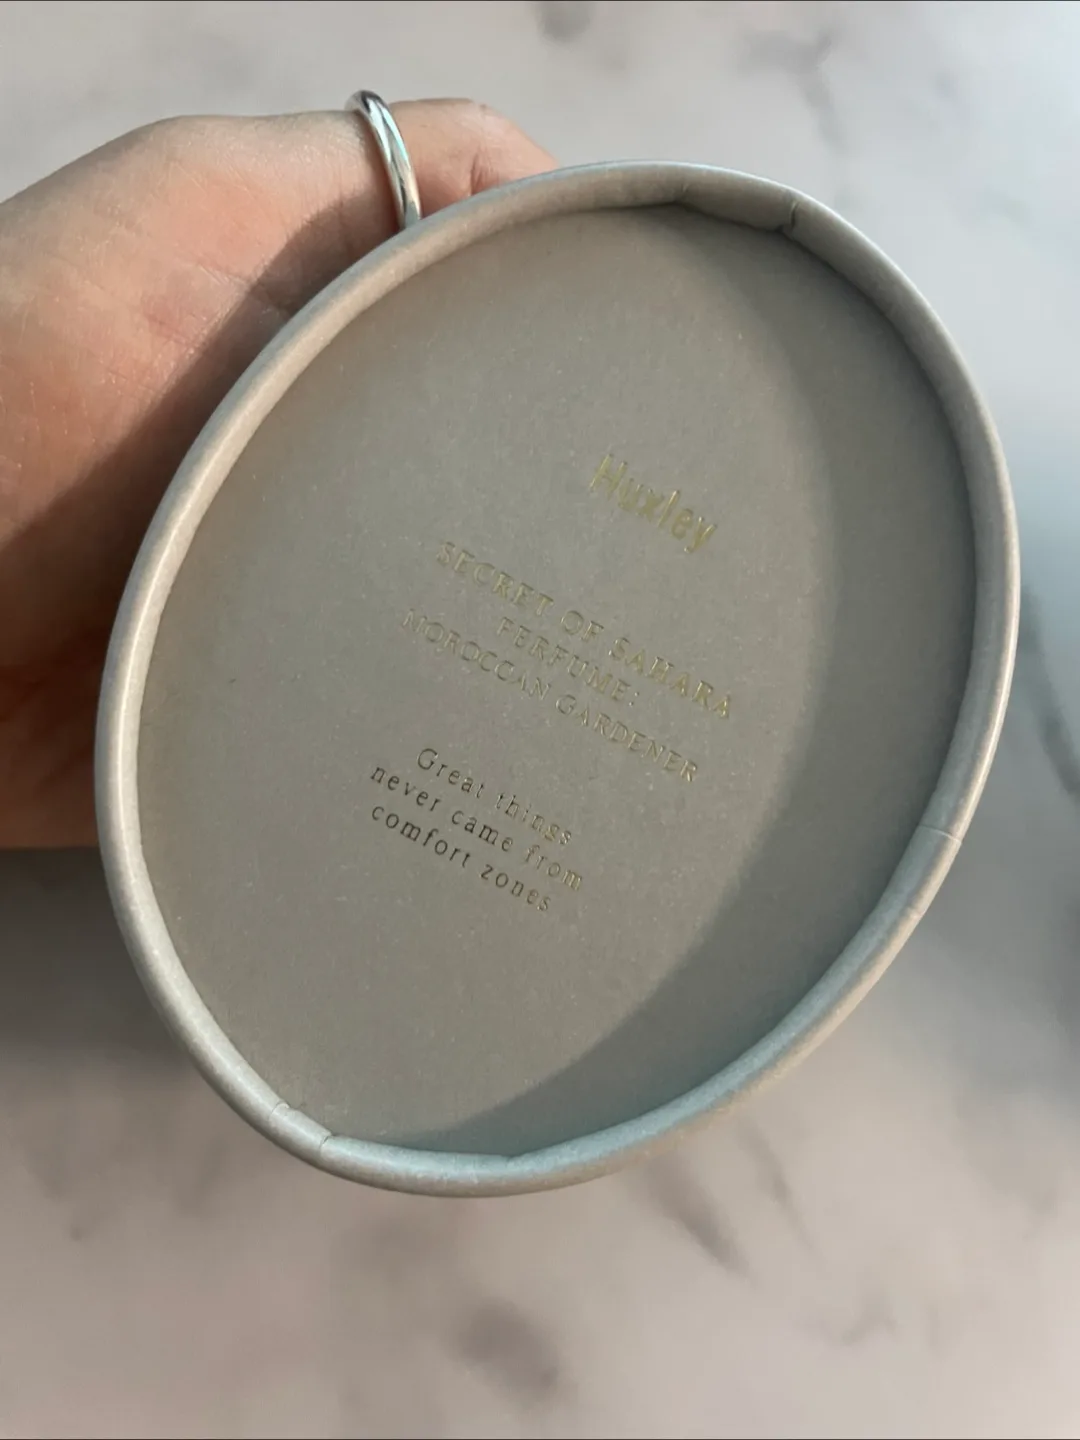 Huxley
SECRET OF SAHARA
PERFUME:
MOROCCAN GARDENER
Great things
never came from
comfort zones